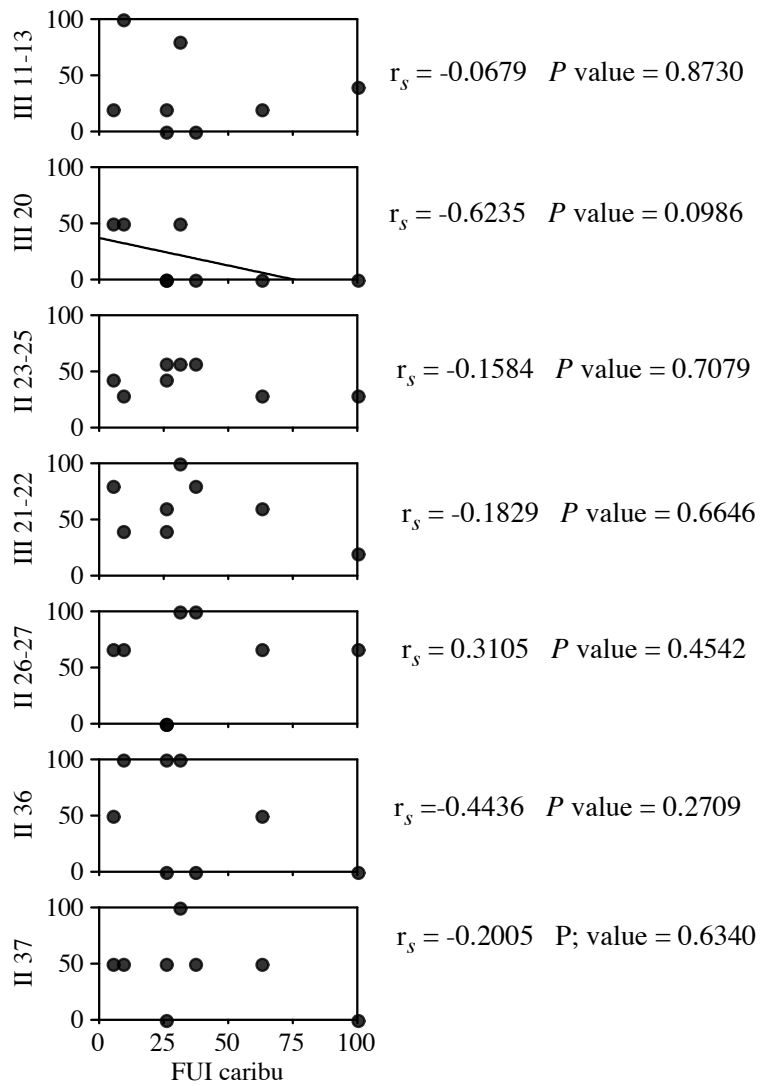 100
III 11-13
50
0
r_s = -0.0679 P value = 0.8730
100
III 20
50
0
r_s = -0.6235 P value = 0.0986
100
II 23-25
50
0
r_s = -0.1584 P value = 0.7079
100
III 21-22
50
0
r_s = -0.1829 P value = 0.6646
100
II 26-27
50
0
r_s = 0.3105 P value = 0.4542
100
II 36
50
0
r_s =-0.4436 P value = 0.2709
100
II 37
50
0
r_s = -0.2005 P; value = 0.6340
0 25 50 75 100
FUI caribu